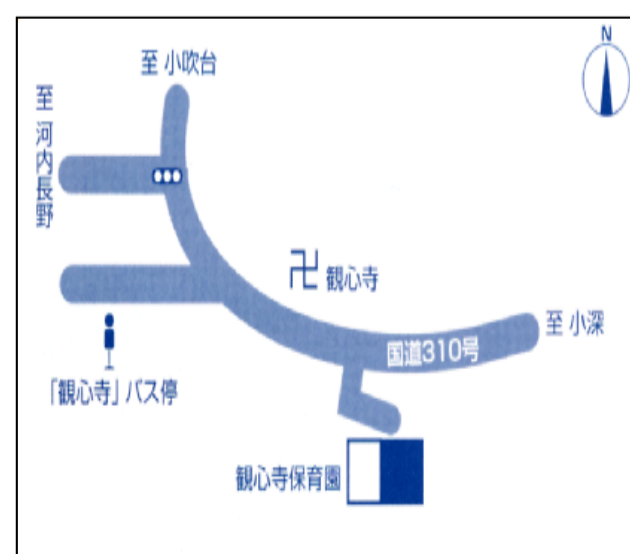 N
至 小吹台
至 河内長野
卍 観心寺
至 小深
国道310号
「観心寺」バス停
観心寺保育園